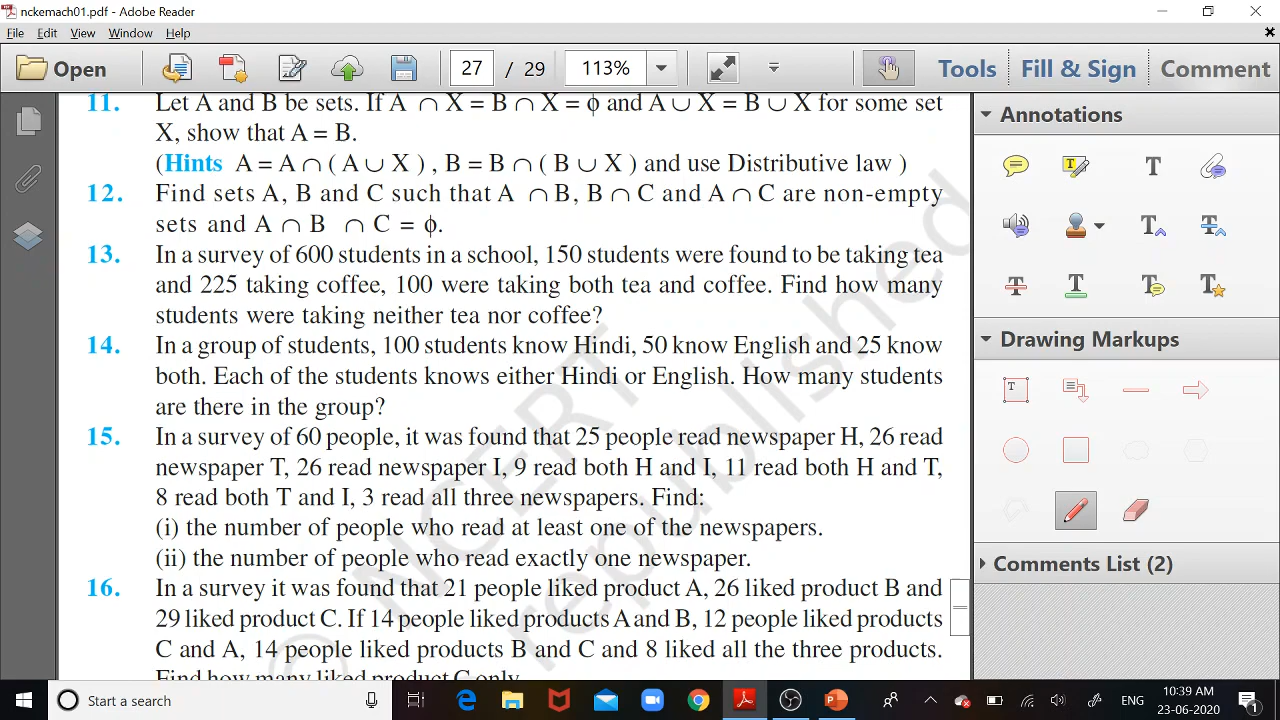 nckemach01.pdf - Adobe Reader
File Edit View Window Help
Open 27 / 29 113% Tools Fill & Sign Comment
11. Let A and B be sets. If A ∩ X = B ∩ X = ϕ and A ∪ X = B ∪ X for some set
X, show that A = B.
(Hints A = A ∩ ( A ∪ X ) , B = B ∩ ( B ∪ X ) and use Distributive law )
12. Find sets A, B and C such that A ∩ B, B ∩ C and A ∩ C are non-empty
sets and A ∩ B ∩ C = ϕ.
13. In a survey of 600 students in a school, 150 students were found to be taking tea
and 225 taking coffee, 100 were taking both tea and coffee. Find how many
students were taking neither tea nor coffee?
14. In a group of students, 100 students know Hindi, 50 know English and 25 know
both. Each of the students knows either Hindi or English. How many students
are there in the group?
15. In a survey of 60 people, it was found that 25 people read newspaper H, 26 read
newspaper T, 26 read newspaper I, 9 read both H and I, 11 read both H and T,
8 read both T and I, 3 read all three newspapers. Find:
(i) the number of people who read at least one of the newspapers.
(ii) the number of people who read exactly one newspaper.
16. In a survey it was found that 21 people liked product A, 26 liked product B and
29 liked product C. If 14 people liked products A and B, 12 people liked products
C and A, 14 people liked products B and C and 8 liked all the three products.
Find how many liked product C only.
© NCERT
republished
Annotations
Drawing Markups
Comments List (2)
Start a search
ENG
10:39 AM
23-06-2020
1